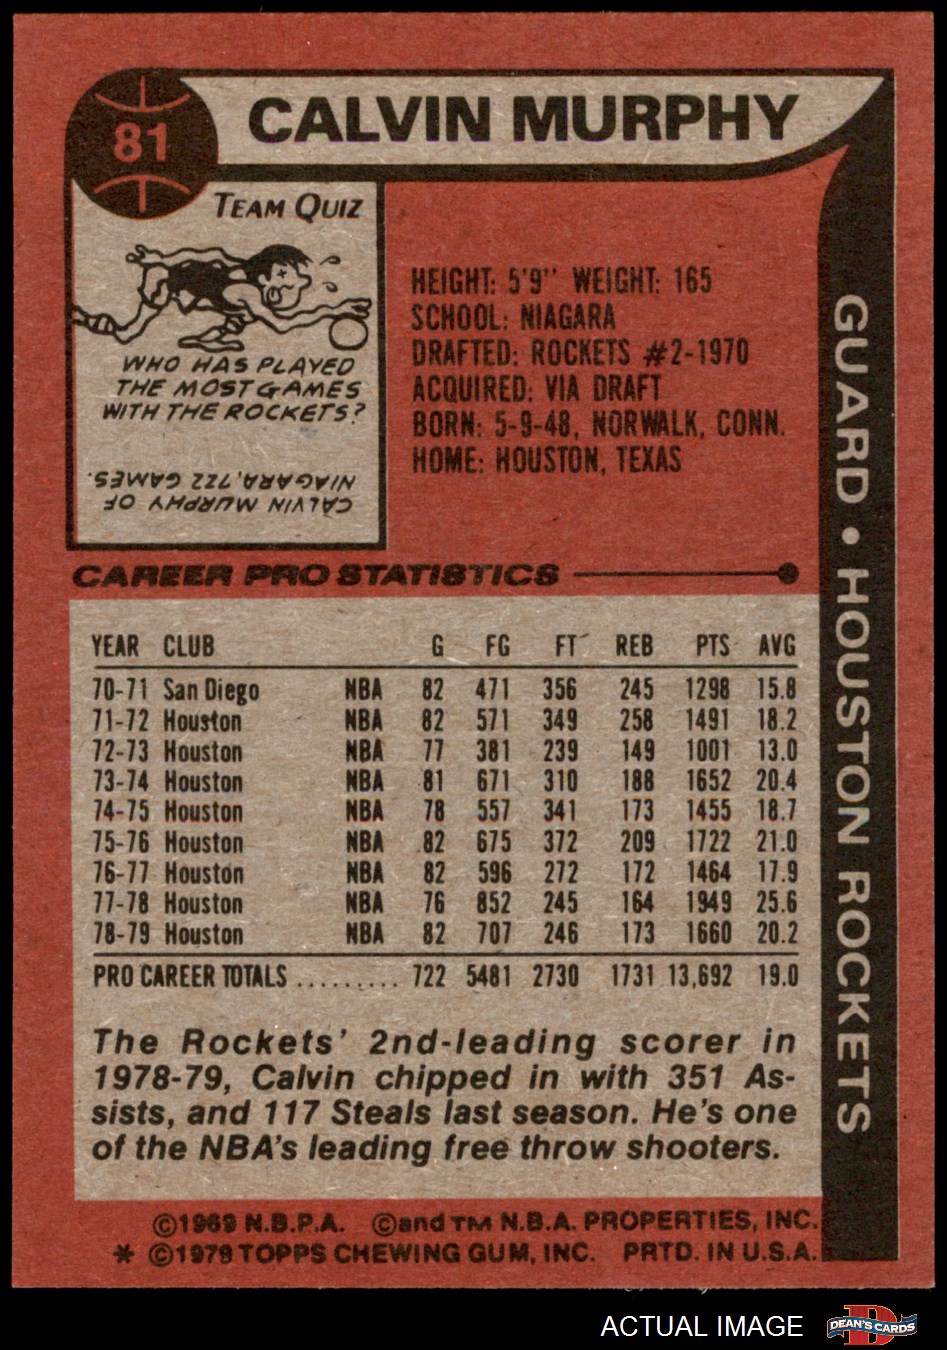 81
CALVIN MURPHY
TEAM QUIZ
WHO HAS PLAYED
THE MOST GAMES
WITH THE ROCKETS?
CALVIN MURPHY OF
NIAGARA, 722 GAMES.
HEIGHT: 5'9" WEIGHT: 165
SCHOOL: NIAGARA
DRAFTED: ROCKETS #2-1970
ACQUIRED: VIA DRAFT
BORN: 5-9-48, NORWALK, CONN.
HOME: HOUSTON, TEXAS
GUARD • HOUSTON ROCKETS
CAREER PRO STATISTICS
YEAR CLUB G FG FT REB PTS AVG
70-71 San Diego NBA 82 471 356 245 1298 15.8
71-72 Houston NBA 82 571 349 258 1491 18.2
72-73 Houston NBA 77 381 239 149 1001 13.0
73-74 Houston NBA 81 671 310 188 1652 20.4
74-75 Houston NBA 78 557 341 173 1455 18.7
75-76 Houston NBA 82 675 372 209 1722 21.0
76-77 Houston NBA 82 596 272 172 1464 17.9
77-78 Houston NBA 76 852 245 164 1949 25.6
78-79 Houston NBA 82 707 246 173 1660 20.2
PRO CAREER TOTALS ......... 722 5481 2730 1731 13,692 19.0
The Rockets' 2nd-leading scorer in
1978-79, Calvin chipped in with 351 As-
sists, and 117 Steals last season. He's one
of the NBA's leading free throw shooters.
©1969 N.B.P.A. ©and TM N.B.A. PROPERTIES, INC.
* ©1979 TOPPS CHEWING GUM, INC. PRTD. IN U.S.A.
ACTUAL IMAGE
D
DEAN'S CARDS